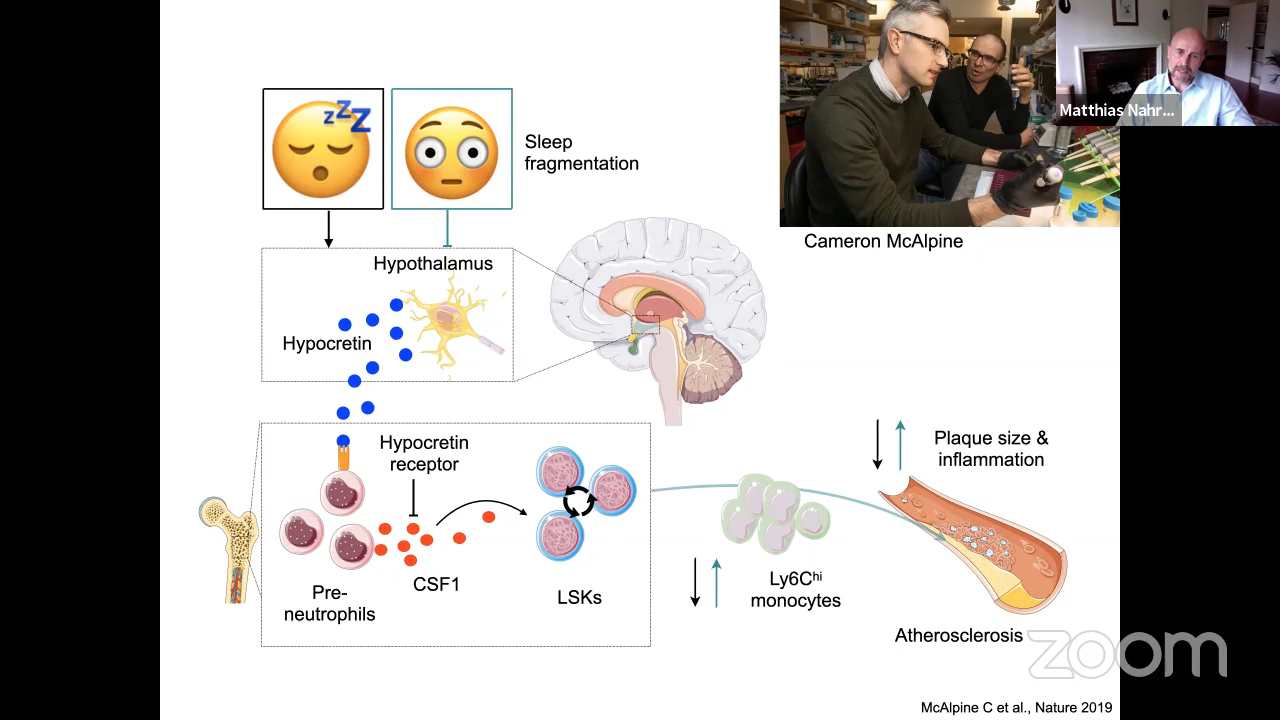 zzZ
Sleep
fragmentation
Matthias Nahr...
Cameron McAlpine
Hypothalamus
Hypocretin
Hypocretin
receptor
CSF1
Pre-
neutrophils
LSKs
Ly6Chi
monocytes
Plaque size &
inflammation
Atherosclerosis
zoom
McAlpine C et al., Nature 2019